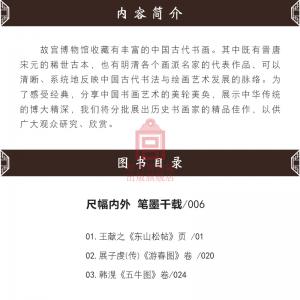 内容简介
故宫博物馆收藏有丰富的中国古代书画。其中既有晋唐
宋元的稀世古本，也有明清各个画派名家的代表作品、可以
清晰、系统地反映中国古代书法与绘画艺术发展的脉络。为
了感受经典，分享中国书画艺术的美轮美奂，展示中华传统
的博大精深，我们将分批展出历史书画家的精品佳作，以供
广大观众研究、欣赏。
图书目录
尺幅内外 笔墨千载/006
01. 王献之《东山松帖》页 /01
02. 展子虔(传)《游春图》卷 /020
03. 韩滉《五牛图》卷/024